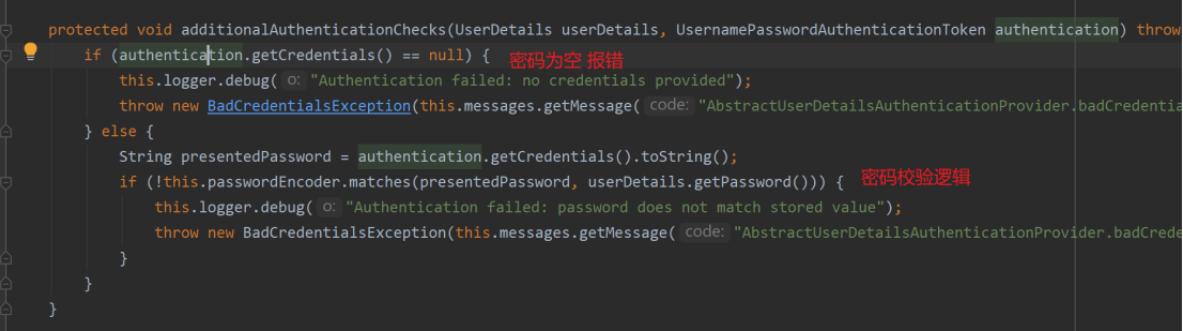 protected void additionalAuthenticationChecks(UserDetails userDetails, UsernamePasswordAuthenticationToken authentication) throw
if (authentication.getCredentials() == null) { 密码为空 报错
this.logger.debug( o: "Authentication failed: no credentials provided");
throw new BadCredentialsException(this.messages.getMessage( code: "AbstractUserDetailsAuthenticationProvider.badCredentia
} else {
String presentedPassword = authentication.getCredentials().toString();
if (!this.passwordEncoder.matches(presentedPassword, userDetails.getPassword())) { 密码校验逻辑
this.logger.debug( o: "Authentication failed: password does not match stored value");
throw new BadCredentialsException(this.messages.getMessage( code: "AbstractUserDetailsAuthenticationProvider.badCrede
}
}
}